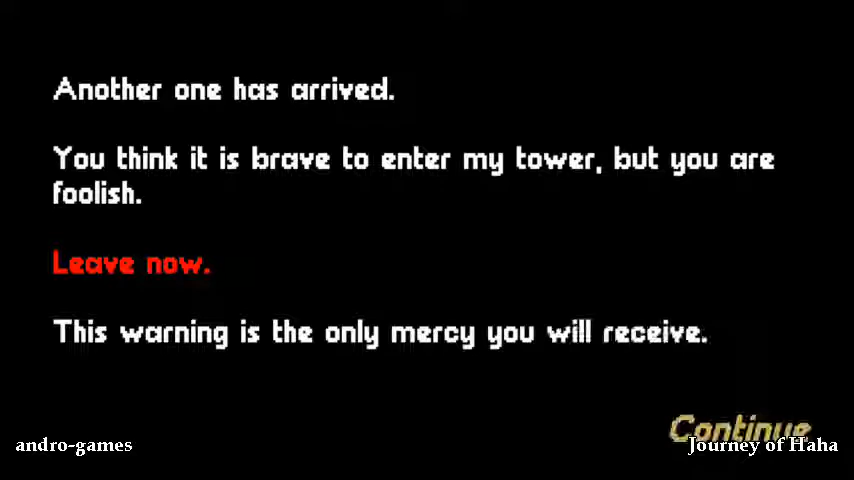 Another one has arrived.
You think it is brave to enter my tower, but you are
foolish.
Leave now.
This warning is the only mercy you will receive.
Continue
andro-games
Journey of Haha